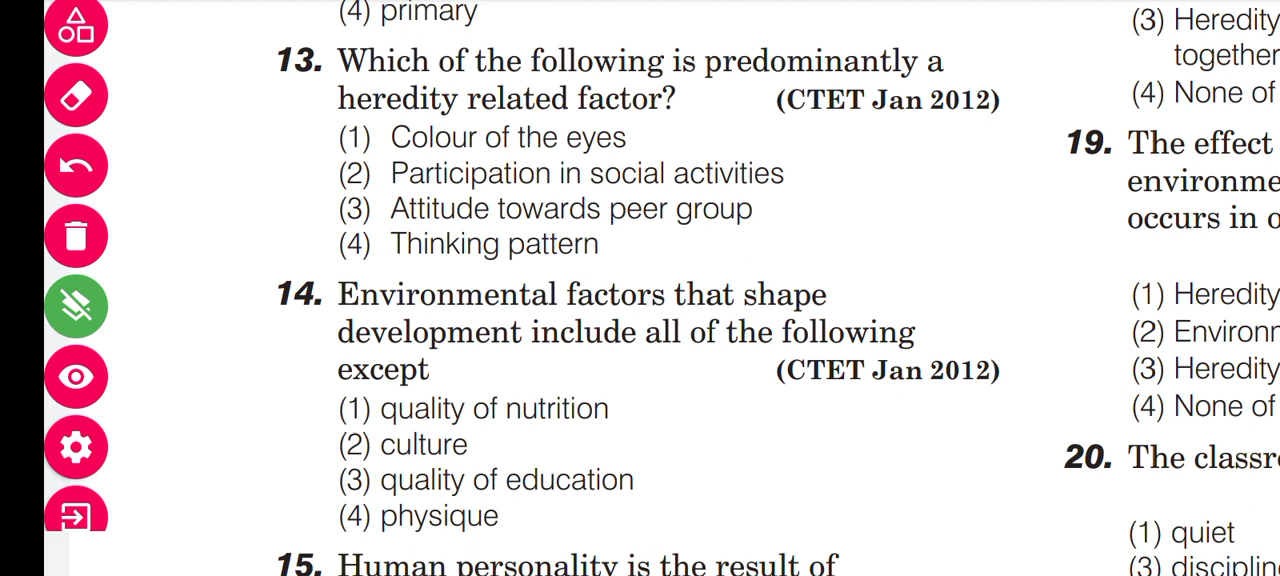 (4) primary
13. Which of the following is predominantly a
heredity related factor? (CTET Jan 2012)
(1) Colour of the eyes
(2) Participation in social activities
(3) Attitude towards peer group
(4) Thinking pattern
14. Environmental factors that shape
development include all of the following
except (CTET Jan 2012)
(1) quality of nutrition
(2) culture
(3) quality of education
(4) physique
15. Human personality is the result of
(3) Heredity
together
(4) None of
19. The effect
environme
occurs in o
(1) Heredity
(2) Environm
(3) Heredity
(4) None of
20. The classro
(1) quiet
(3) disciplin